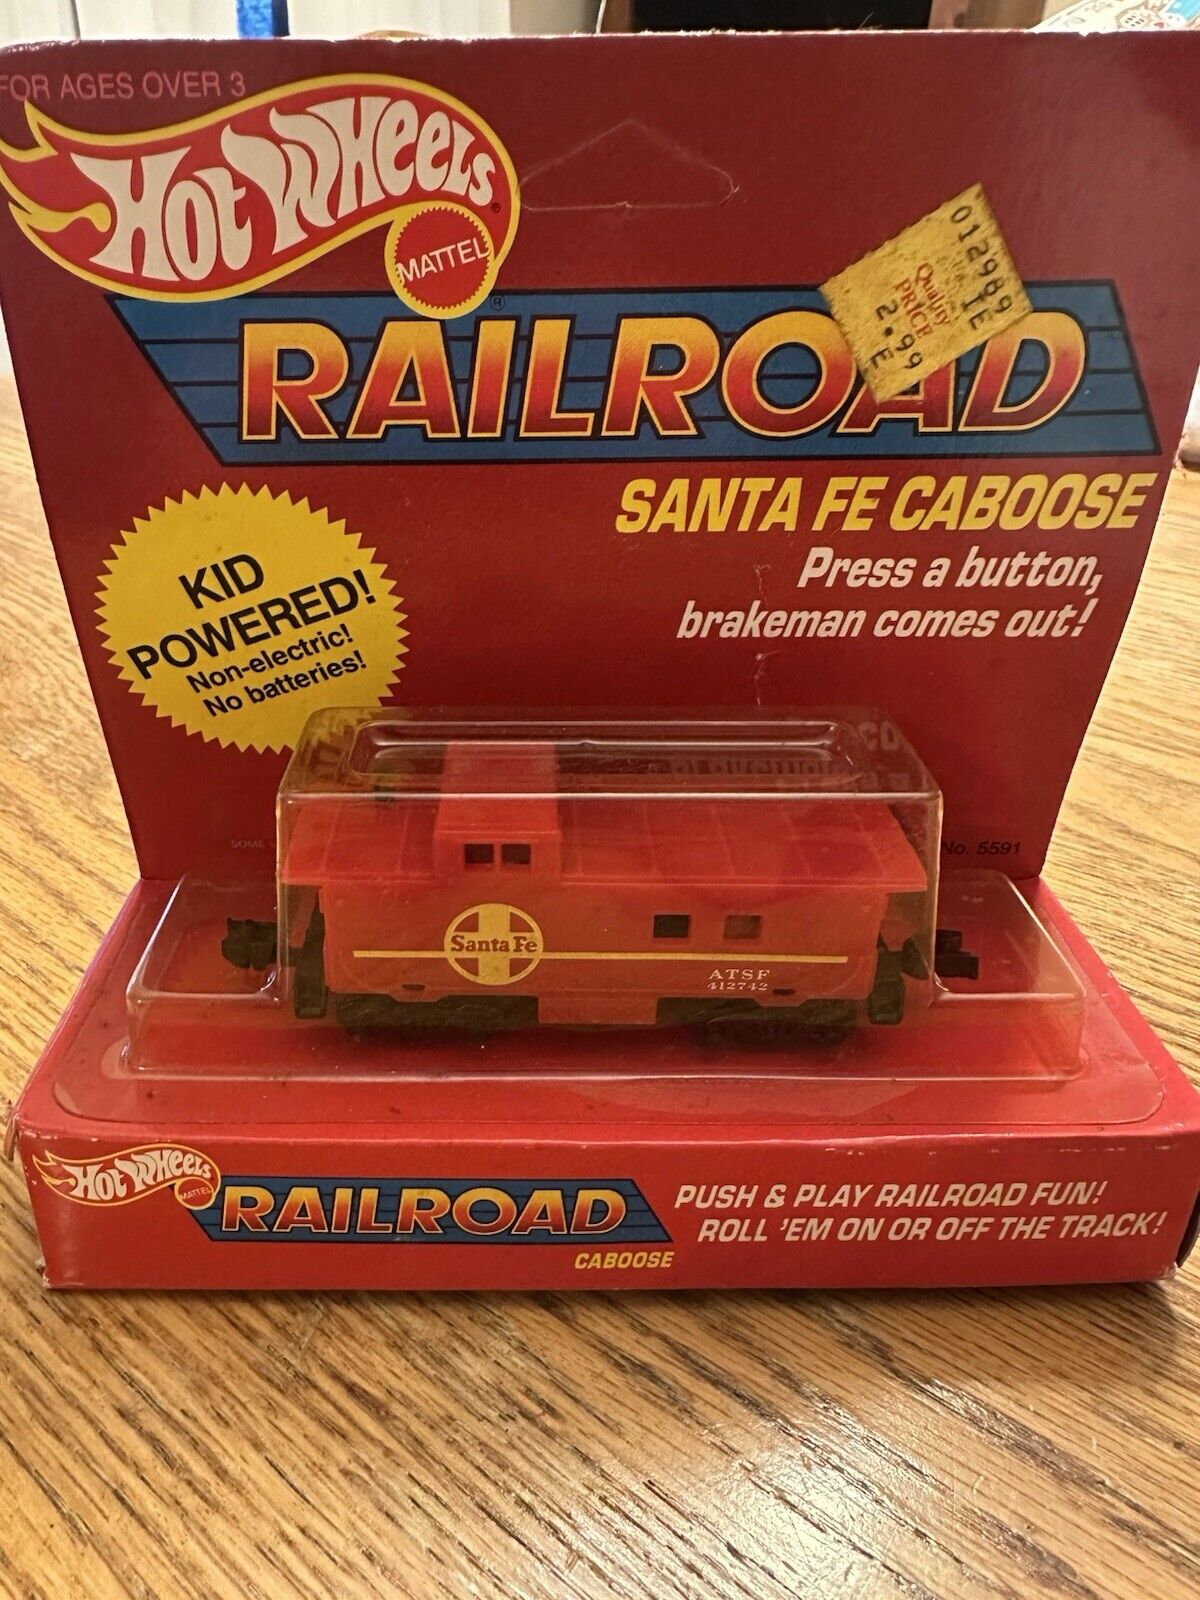 FOR AGES OVER 3
HOT WHEELS®
MATTEL
®
RAILROAD
012989
IE
Quality
PRICE
2.99
E
SANTA FE CABOOSE
Press a button,
brakeman comes out!
KID
POWERED!
Non-electric!
No batteries!
SOME
No. 5591
Santa Fe
ATSF
412742
HOT WHEELS
MATTEL
RAILROAD
CABOOSE
PUSH & PLAY RAILROAD FUN!
ROLL 'EM ON OR OFF THE TRACK!